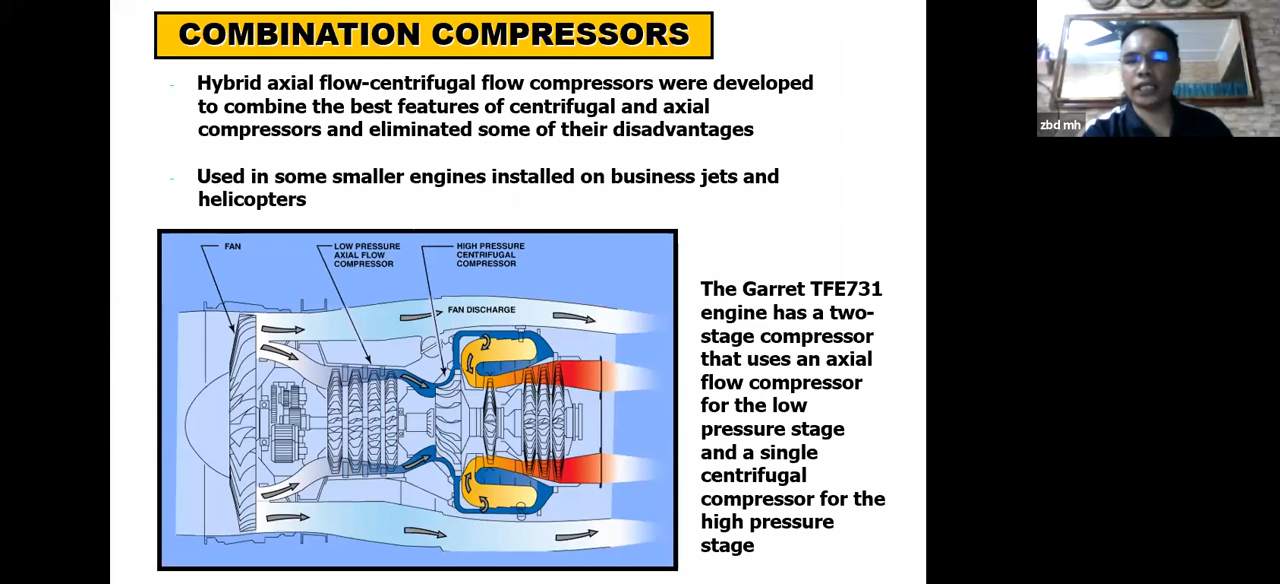 COMBINATION COMPRESSORS
- Hybrid axial flow-centrifugal flow compressors were developed
to combine the best features of centrifugal and axial
compressors and eliminated some of their disadvantages
- Used in some smaller engines installed on business jets and
helicopters
FAN
LOW PRESSURE
AXIAL FLOW
COMPRESSOR
HIGH PRESSURE
CENTRIFUGAL
COMPRESSOR
FAN DISCHARGE
The Garret TFE731
engine has a two-
stage compressor
that uses an axial
flow compressor
for the low
pressure stage
and a single
centrifugal
compressor for the
high pressure
stage
zbd mh